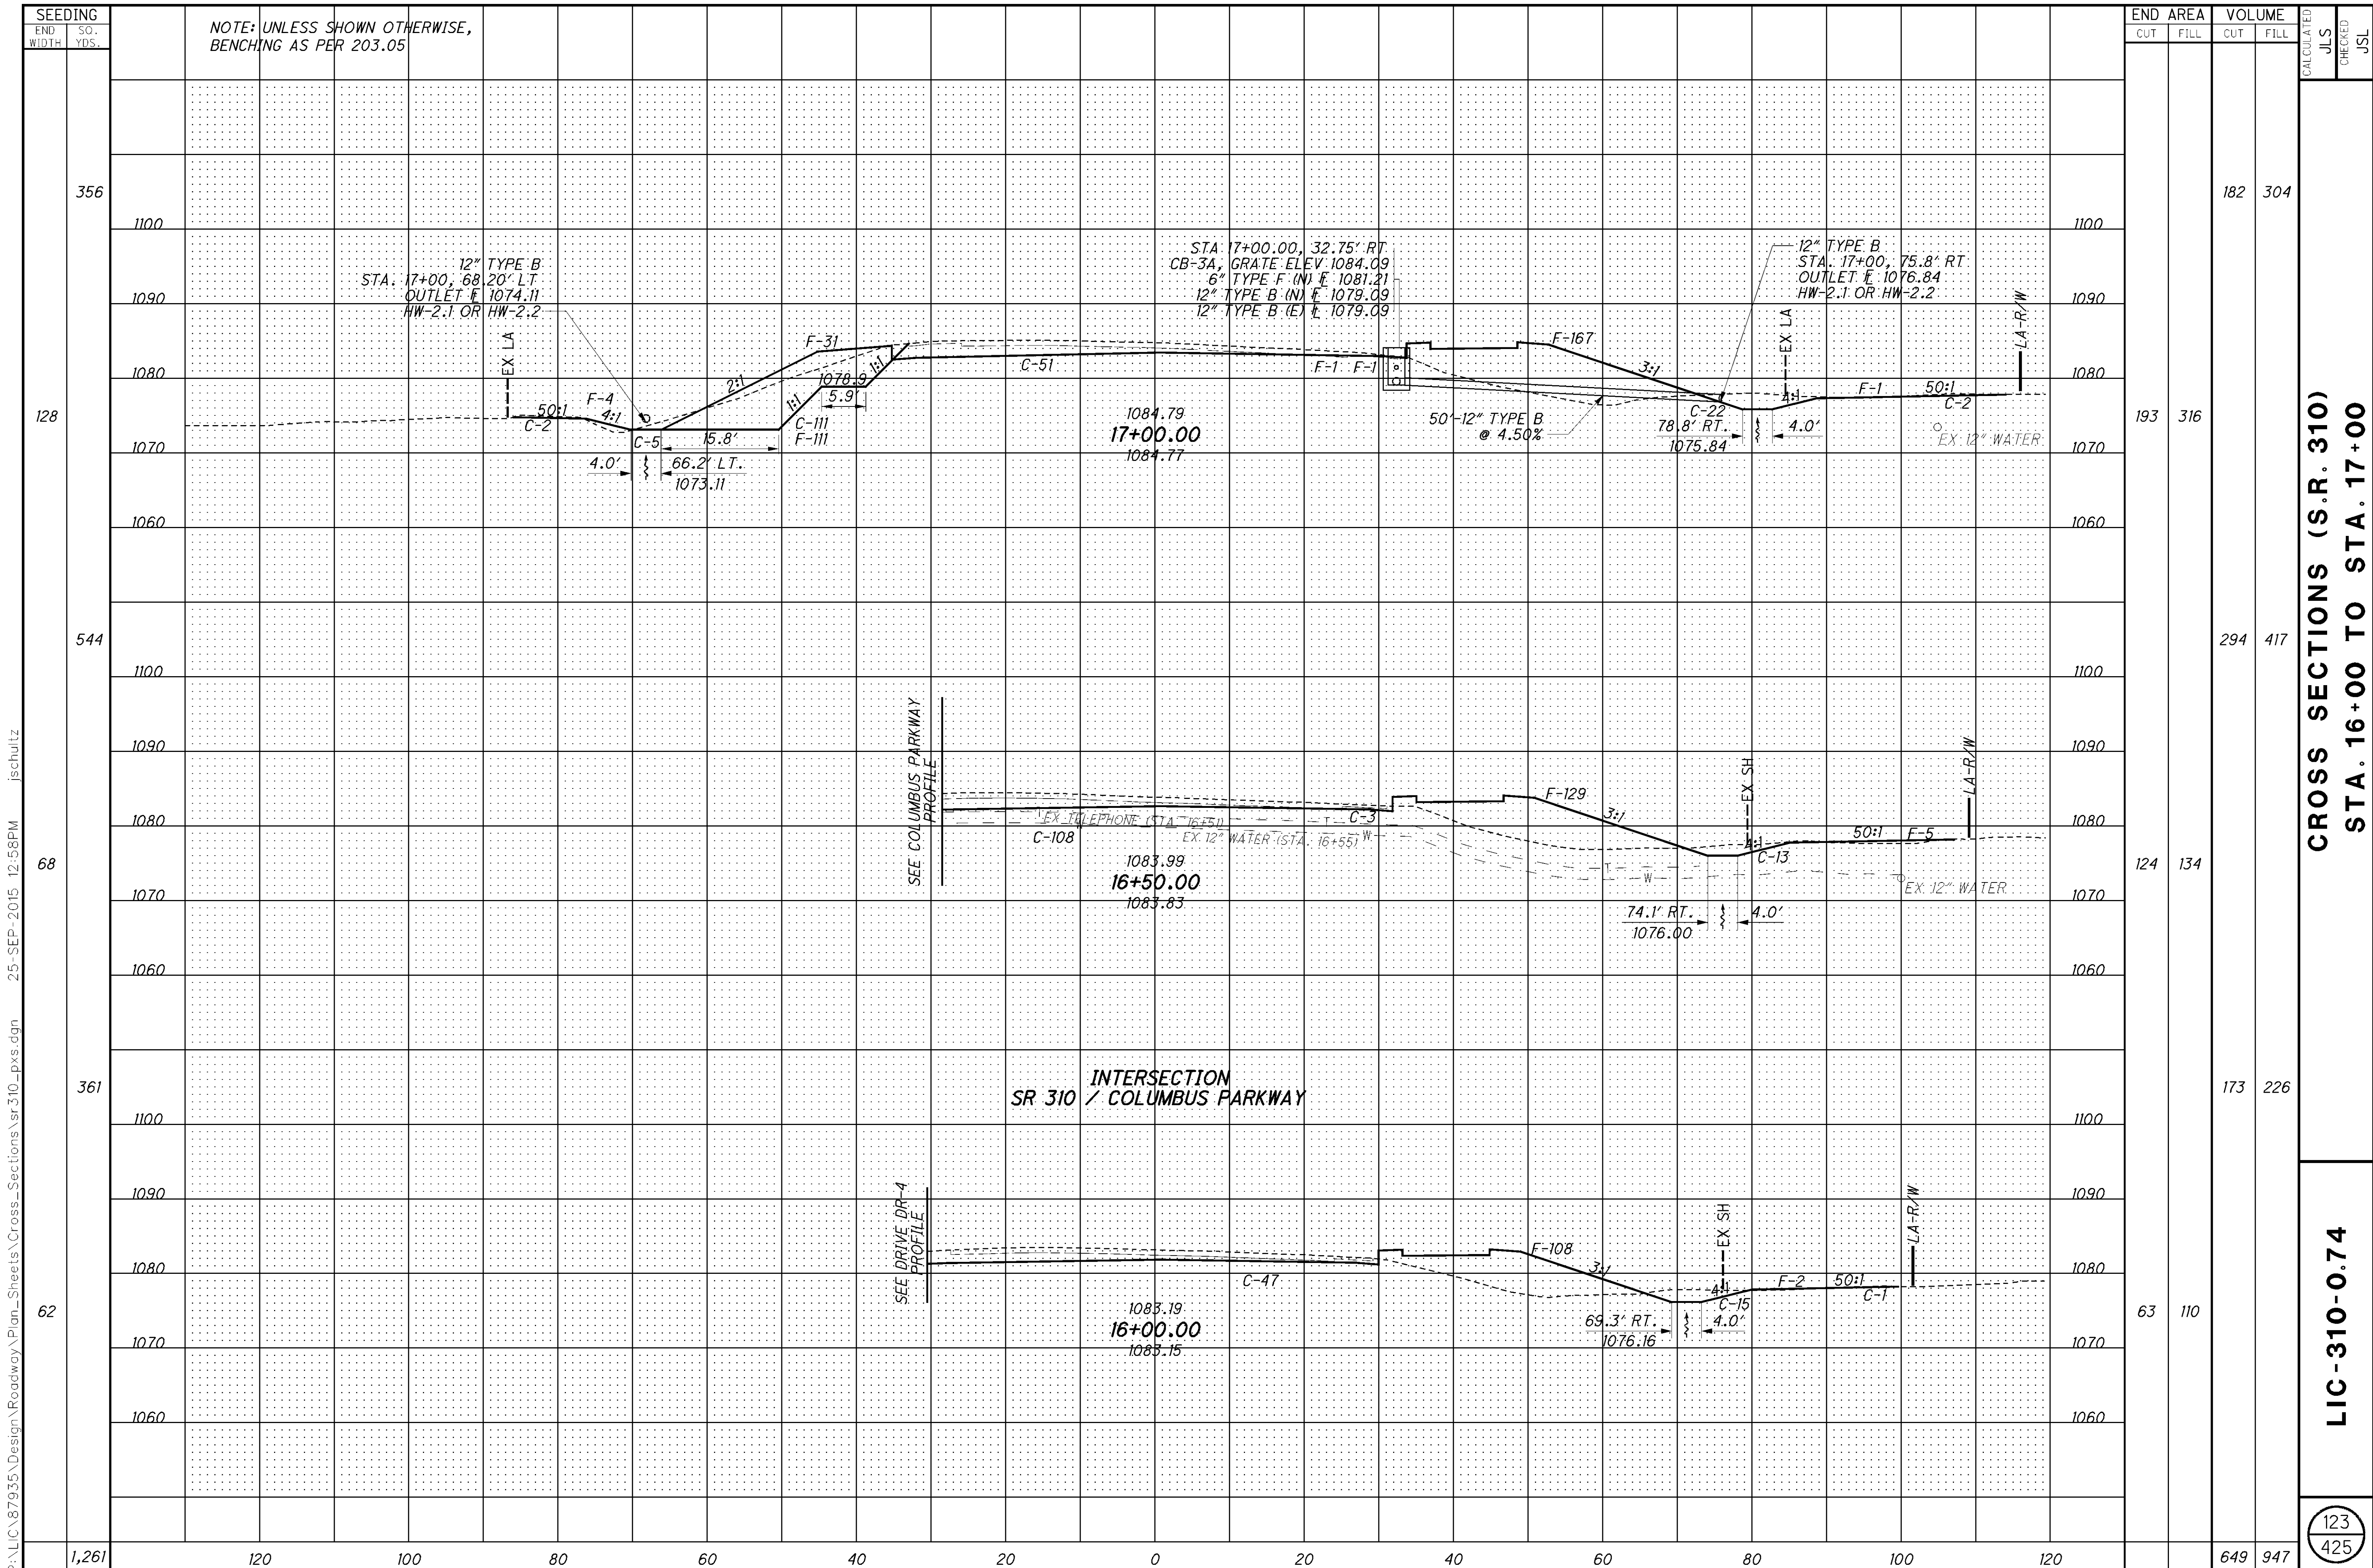 SEEDING
END WIDTH
SQ. YDS.
NOTE: UNLESS SHOWN OTHERWISE,
BENCHING AS PER 203.05
END AREA
VOLUME
CUT
FILL
CUT
FILL
CALCULATED
JLS
CHECKED
JSL
356
182
304
1100
1100
12" TYPE B
STA. 17+00, 68.20' LT
OUTLET ℄ 1074.11
HW-2.1 OR HW-2.2
STA 17+00.00, 32.75' RT
CB-3A, GRATE ELEV 1084.09
6" TYPE F (N) ℄ 1081.21
12" TYPE B (N) ℄ 1079.09
12" TYPE B (E) ℄ 1079.09
12" TYPE B
STA. 17+00, 75.8' RT
OUTLET ℄ 1076.84
HW-2.1 OR HW-2.2
1090
1090
EX LA
F-31
F-167
EX LA
LA-R/W
1080
1080
2:1
1:1
1078.9
5.9'
1:1
C-51
F-1
F-1
3:1
4:1
F-1
50:1
C-2
F-4
50:1
4:1
C-2
C-22
128
C-5
15.8'
C-111
F-111
1084.79
17+00.00
1084.77
50'-12" TYPE B
@ 4.50%
78.8' RT.
1075.84
4.0'
EX 12" WATER
193
316
1070
1070
4.0'
66.2' LT.
1073.11
1060
1060
544
294
417
1100
1100
1090
1090
SEE COLUMBUS PARKWAY
PROFILE
EX SH
LA-R/W
F-129
3:1
1080
1080
EX TELEPHONE (STA. 16+51)
T
C-3
W
C-108
EX 12" WATER (STA. 16+55)
W
4:1
50:1
F-5
C-13
68
1083.99
16+50.00
1083.83
T
W
EX 12" WATER
124
134
1070
1070
74.1' RT.
1076.00
4.0'
1060
1060
361
INTERSECTION
SR 310 / COLUMBUS PARKWAY
173
226
1100
1100
1090
1090
SEE DRIVE DR-4
PROFILE
EX SH
LA-R/W
F-108
3:1
1080
1080
C-47
4:1
F-2
50:1
C-15
C-1
62
1083.19
16+00.00
1083.15
69.3' RT.
1076.16
4.0'
63
110
1070
1070
1060
1060
1,261
120
100
80
60
40
20
0
20
40
60
80
100
120
649
947
CROSS SECTIONS (S.R. 310)
STA. 16+00 TO STA. 17+00
LIC-310-0.74
123
425
:\LIC\87935\Design\Roadway\Plan_Sheets\Cross_Sections\sr310_pxs.dgn 25-SEP-2015 12:58PM jschultz